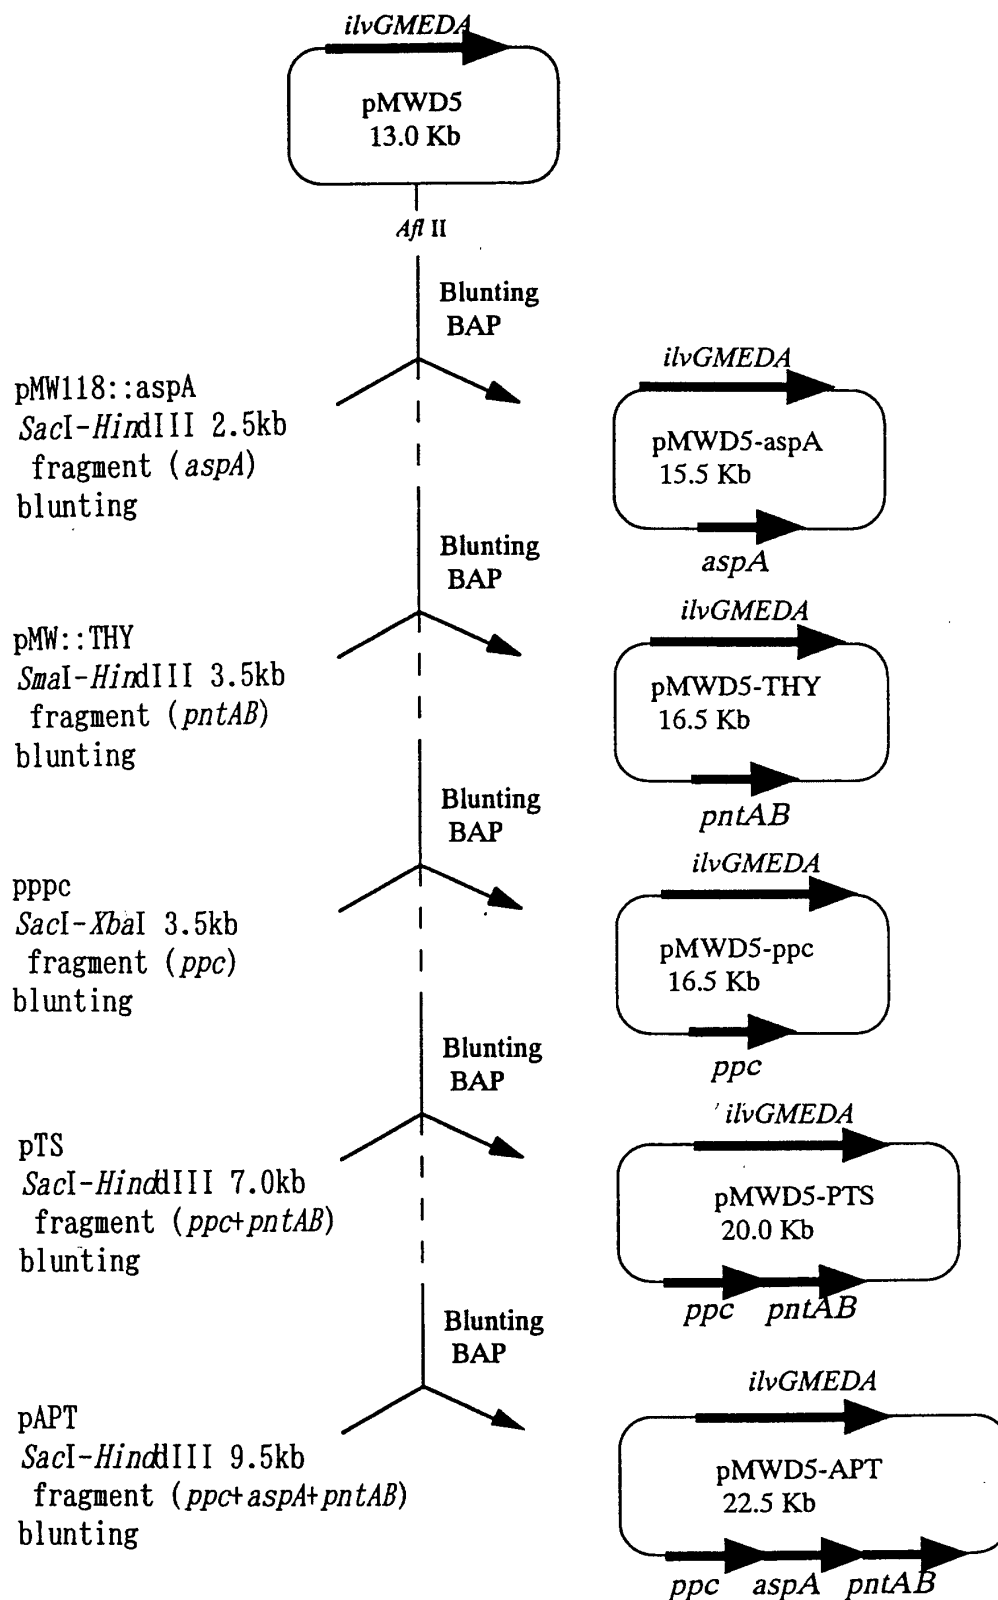 ilvGMEDA
pMWD5
13.0 Kb
Afl II
Blunting
BAP
pMW118::aspA
SacI-HindIII 2.5kb
fragment (aspA)
blunting
ilvGMEDA
pMWD5-aspA
15.5 Kb
aspA
Blunting
BAP
pMW::THY
SmaI-HindIII 3.5kb
fragment (pntAB)
blunting
ilvGMEDA
pMWD5-THY
16.5 Kb
pntAB
Blunting
BAP
pppc
SacI-XbaI 3.5kb
fragment (ppc)
blunting
ilvGMEDA
pMWD5-ppc
16.5 Kb
ppc
Blunting
BAP
pTS
SacI-HinddIII 7.0kb
fragment (ppc+pntAB)
blunting
ilvGMEDA
pMWD5-PTS
20.0 Kb
ppc pntAB
Blunting
BAP
pAPT
SacI-HinddIII 9.5kb
fragment (ppc+aspA+pntAB)
blunting
ilvGMEDA
pMWD5-APT
22.5 Kb
ppc aspA pntAB